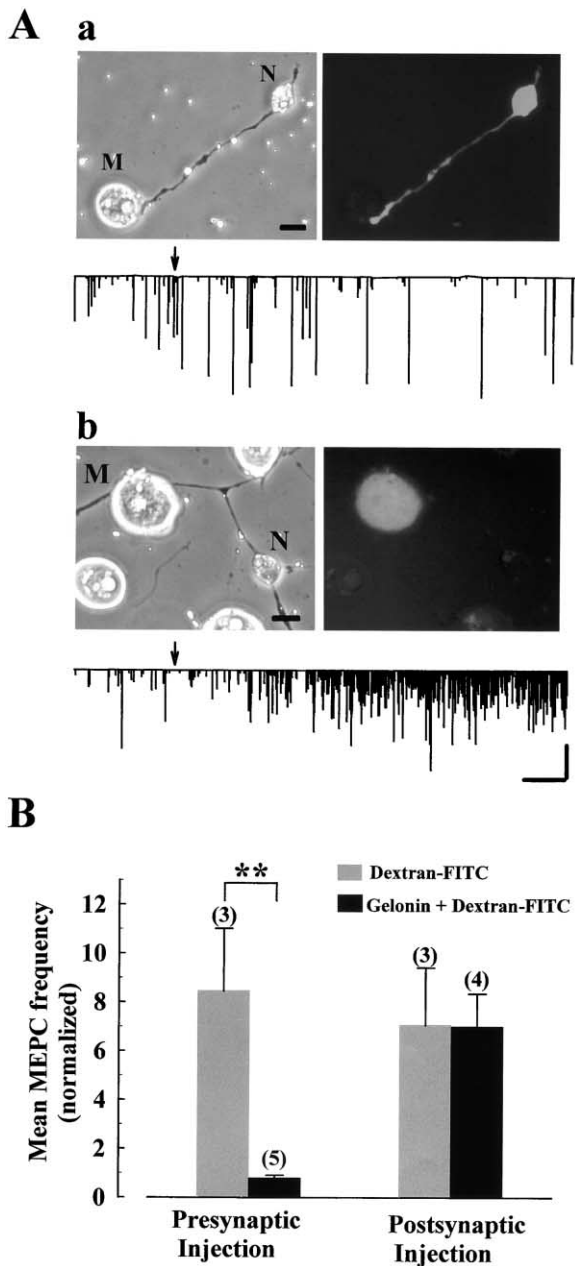 A
a
N
M
b
M
N
B
Dextran-FITC
Gelonin + Dextran-FITC
**
Mean MEPC frequency
(normalized)
12
10
8
6
4
2
0
(3)
(5)
(3)
(4)
Presynaptic
Injection
Postsynaptic
Injection